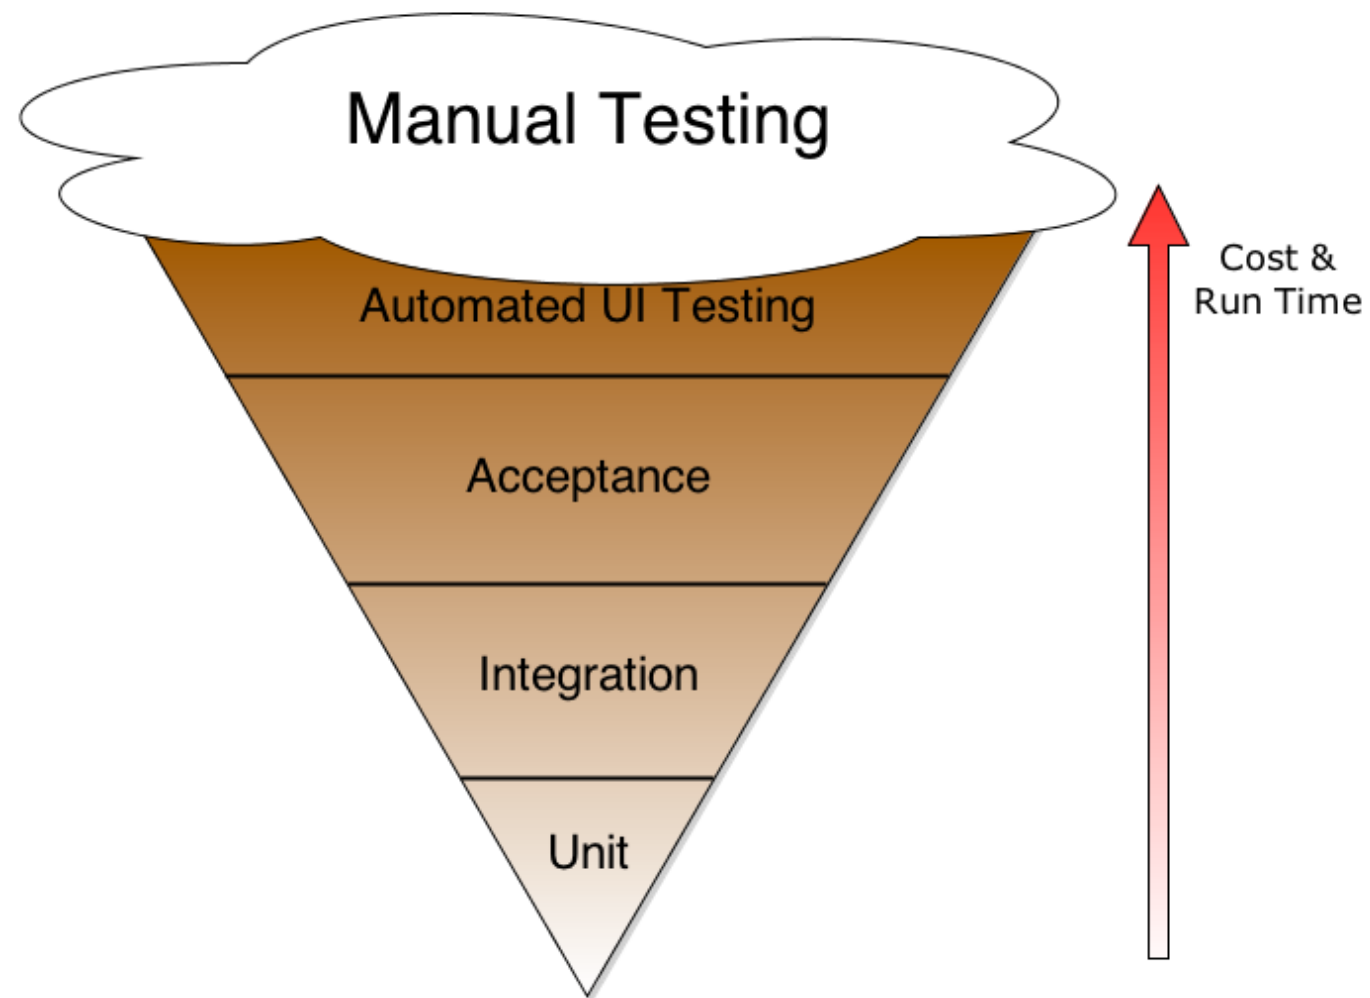 Manual Testing
Cost &
Run Time
Automated UI Testing
Acceptance
Integration
Unit